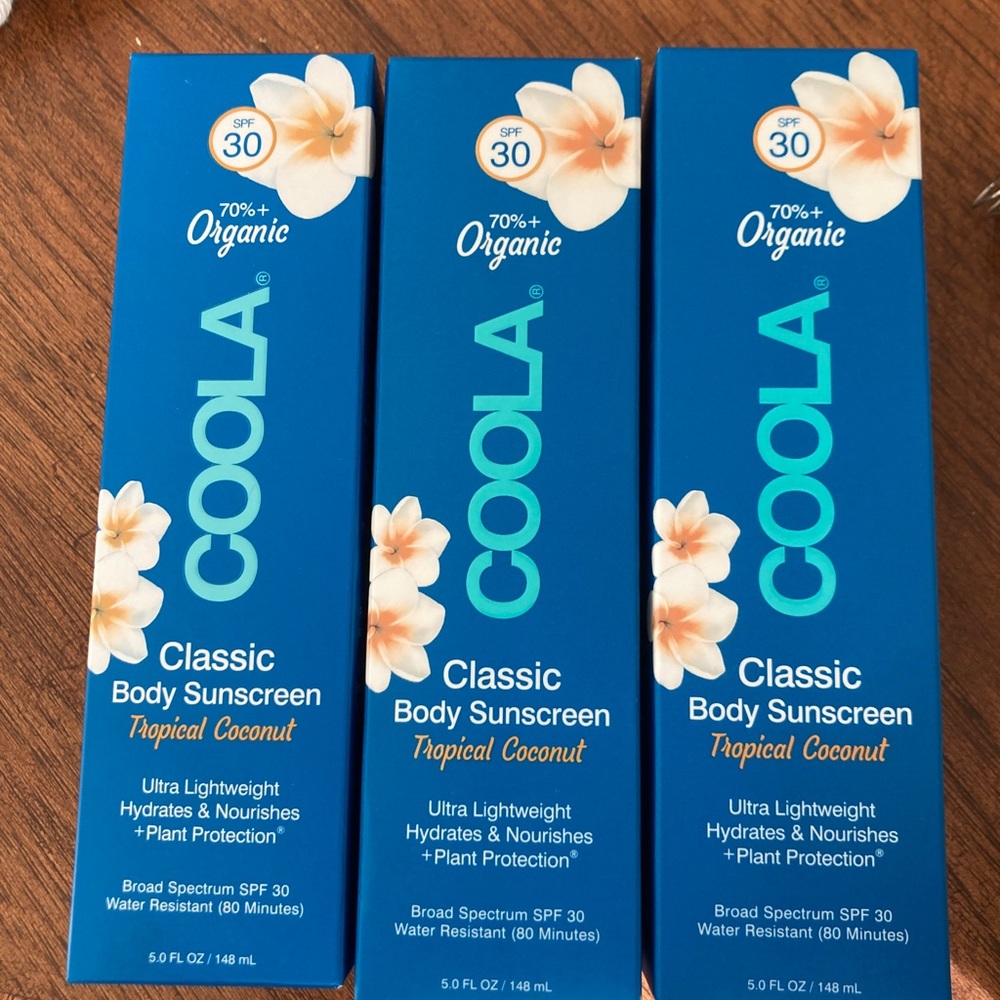 SPF
30
70%+
Organic
COOLA®
Classic
Body Sunscreen
Tropical Coconut
Ultra Lightweight
Hydrates & Nourishes
+Plant Protection®
Broad Spectrum SPF 30
Water Resistant (80 Minutes)
5.0 FL OZ / 148 mL
SPF
30
70%+
Organic
COOLA®
Classic
Body Sunscreen
Tropical Coconut
Ultra Lightweight
Hydrates & Nourishes
+Plant Protection®
Broad Spectrum SPF 30
Water Resistant (80 Minutes)
5.0 FL OZ / 148 mL
SPF
30
70%+
Organic
COOLA®
Classic
Body Sunscreen
Tropical Coconut
Ultra Lightweight
Hydrates & Nourishes
+Plant Protection®
Broad Spectrum SPF 30
Water Resistant (80 Minutes)
5.0 FL OZ / 148 mL